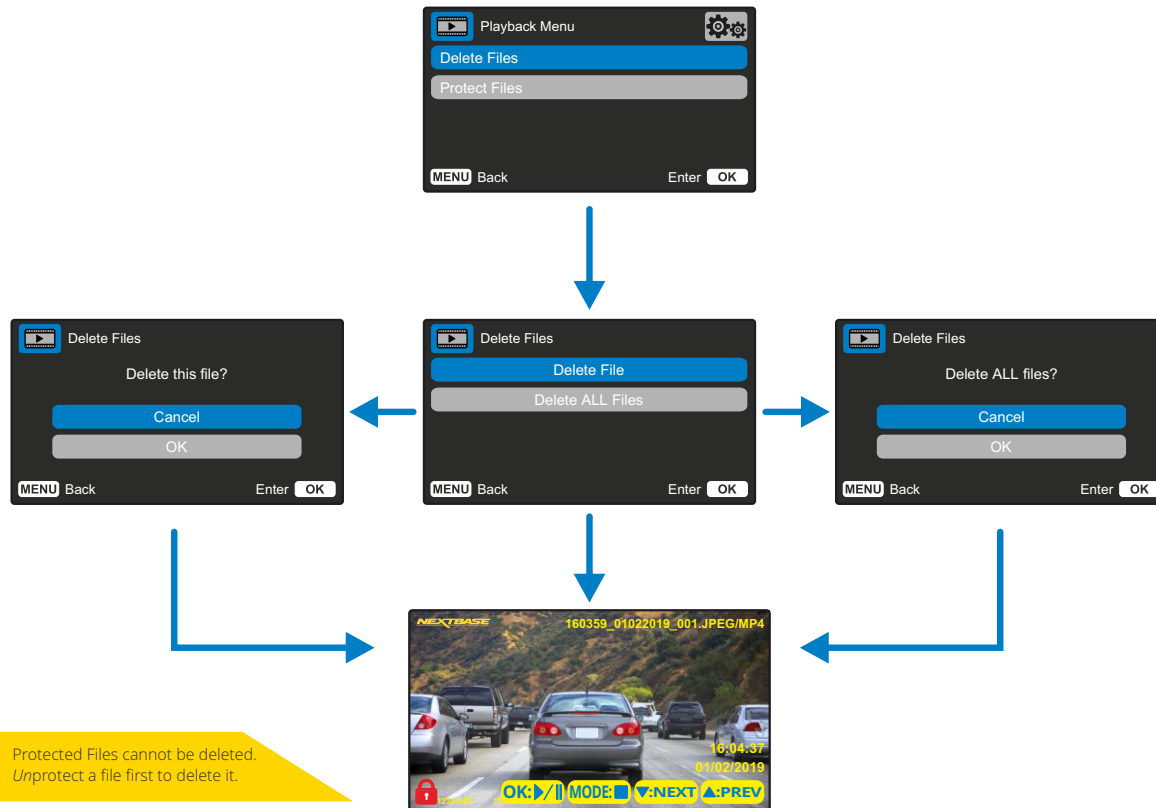 Playback Menu
Delete Files
Protect Files
MENU Back Enter OK
Delete Files
Delete this file?
Cancel
OK
MENU Back Enter OK
Delete Files
Delete File
Delete ALL Files
MENU Back Enter OK
Delete Files
Delete ALL files?
Cancel
OK
MENU Back Enter OK
NEXTBASE 160359_01022019_001.JPEG/MP4
16:04:37
01/02/2019
OK:▶/|| MODE:■ ▼:NEXT ▲:PREV
Protected Files cannot be deleted.
Unprotect a file first to delete it.